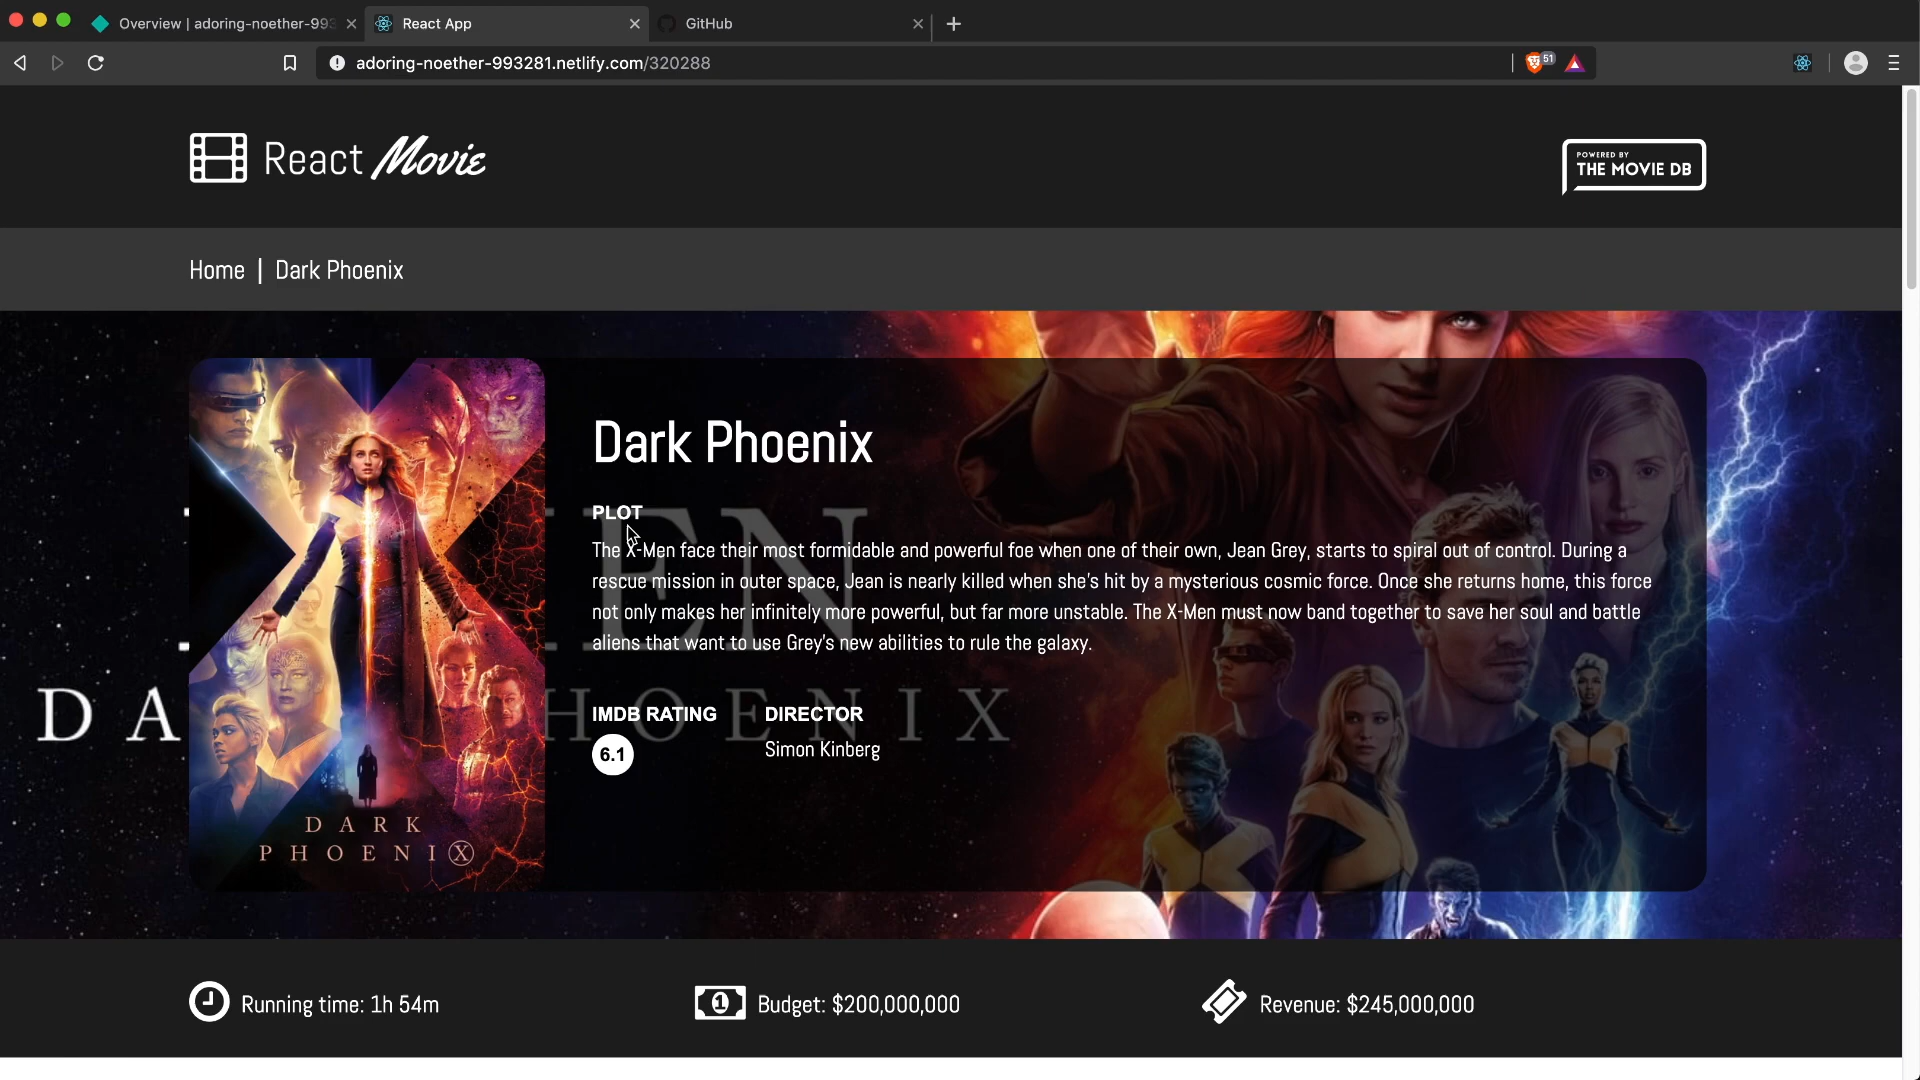 Overview | adoring-noether-993
React App
GitHub
adoring-noether-993281.netlify.com/320288
51
React Movie
POWERED BY
THE MOVIE DB
Home | Dark Phoenix
Dark Phoenix
PLOT
The X-Men face their most formidable and powerful foe when one of their own, Jean Grey, starts to spiral out of control. During a
rescue mission in outer space, Jean is nearly killed when she's hit by a mysterious cosmic force. Once she returns home, this force
not only makes her infinitely more powerful, but far more unstable. The X-Men must now band together to save her soul and battle
aliens that want to use Grey's new abilities to rule the galaxy.
IMDB RATING
DIRECTOR
6.1
Simon Kinberg
DARK
PHOENIX
Running time: 1h 54m
1
Budget: $200,000,000
Revenue: $245,000,000